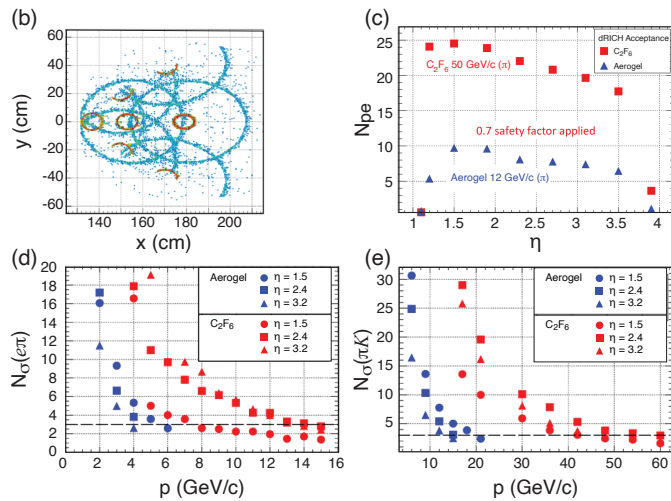 (b)
60
40
20
0
-20
-40
-60
y (cm)
140 160 180 200
x (cm)
(c)
30
25
20
15
10
5
Npe
dRICH Acceptance
C₂F₆
Aerogel
C₂F₆ 50 GeV/c (π)
0.7 safety factor applied
Aerogel 12 GeV/c (π)
1 1.5 2 2.5 3 3.5 4
η
(d)
20
18
16
14
12
10
8
6
4
2
0
Nσ(eπ)
Aerogel
η = 1.5
η = 2.4
η = 3.2
C₂F₆
η = 1.5
η = 2.4
η = 3.2
0 2 4 6 8 10 12 14 16
p (GeV/c)
(e)
30
25
20
15
10
5
Nσ(πK)
Aerogel
η = 1.5
η = 2.4
η = 3.2
C₂F₆
η = 1.5
η = 2.4
η = 3.2
10 20 30 40 50 60
p (GeV/c)